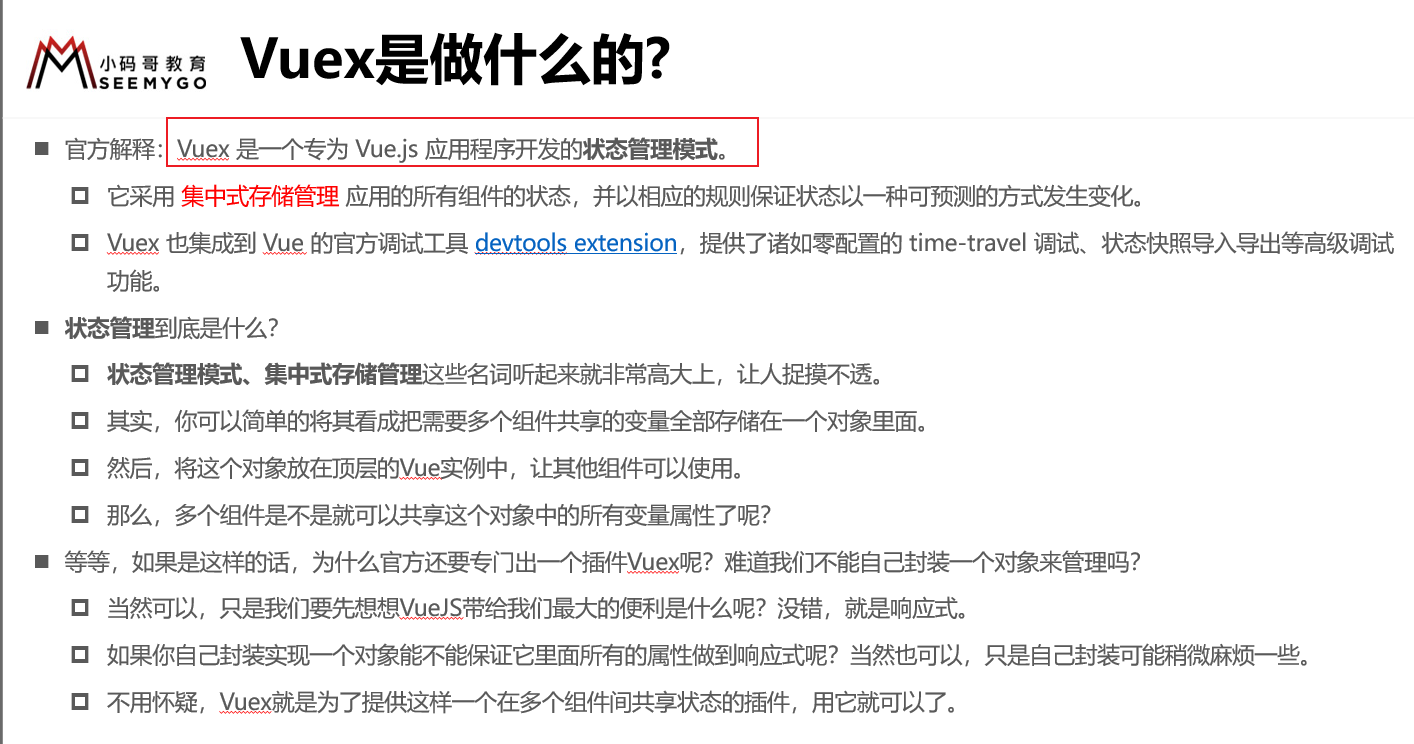 小码哥教育
SEEMYGO
Vuex是做什么的?
官方解释：Vuex 是一个专为 Vue.js 应用程序开发的状态管理模式。
它采用 集中式存储管理 应用的所有组件的状态，并以相应的规则保证状态以一种可预测的方式发生变化。
Vuex 也集成到 Vue 的官方调试工具 devtools extension，提供了诸如零配置的 time-travel 调试、状态快照导入导出等高级调试
功能。
状态管理到底是什么？
状态管理模式、集中式存储管理这些名词听起来就非常高大上，让人捉摸不透。
其实，你可以简单的将其看成把需要多个组件共享的变量全部存储在一个对象里面。
然后，将这个对象放在顶层的Vue实例中，让其他组件可以使用。
那么，多个组件是不是就可以共享这个对象中的所有变量属性了呢？
等等，如果是这样的话，为什么官方还要专门出一个插件Vuex呢？难道我们不能自己封装一个对象来管理吗？
当然可以，只是我们要先想想VueJS带给我们最大的便利是什么呢？没错，就是响应式。
如果你自己封装实现一个对象能不能保证它里面所有的属性做到响应式呢？当然也可以，只是自己封装可能稍微麻烦一些。
不用怀疑，Vuex就是为了提供这样一个在多个组件间共享状态的插件，用它就可以了。